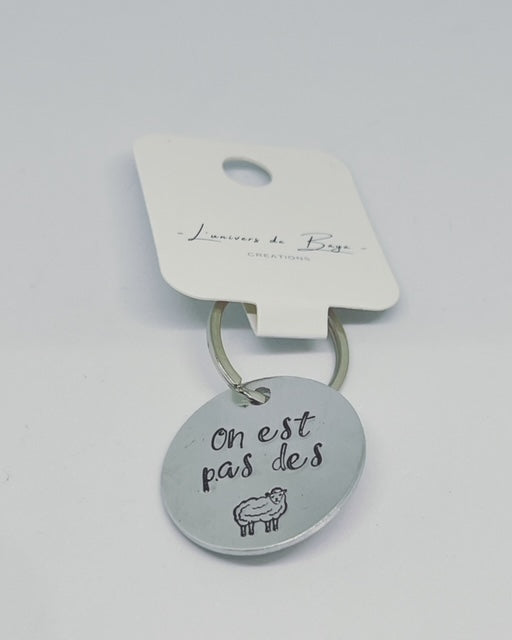 - L'univers de Baya -
CREATIONS
On est
pas des